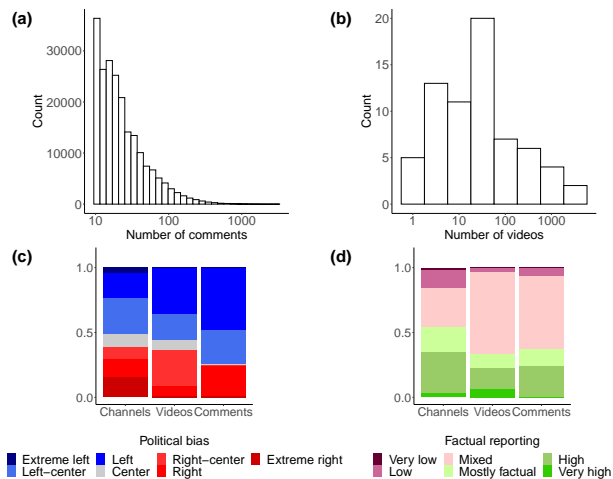 (a)
Count
30000
20000
10000
0
10 100 1000
Number of comments
(b)
Count
20
15
10
5
0
1 10 100 1000
Number of videos
(c)
1.0
0.5
0.0
Channels Videos Comments
(d)
1.0
0.5
0.0
Channels Videos Comments
Political bias
Extreme left Left Right-center Extreme right
Left-center Center Right
Factual reporting
Very low Mixed High
Low Mostly factual Very high